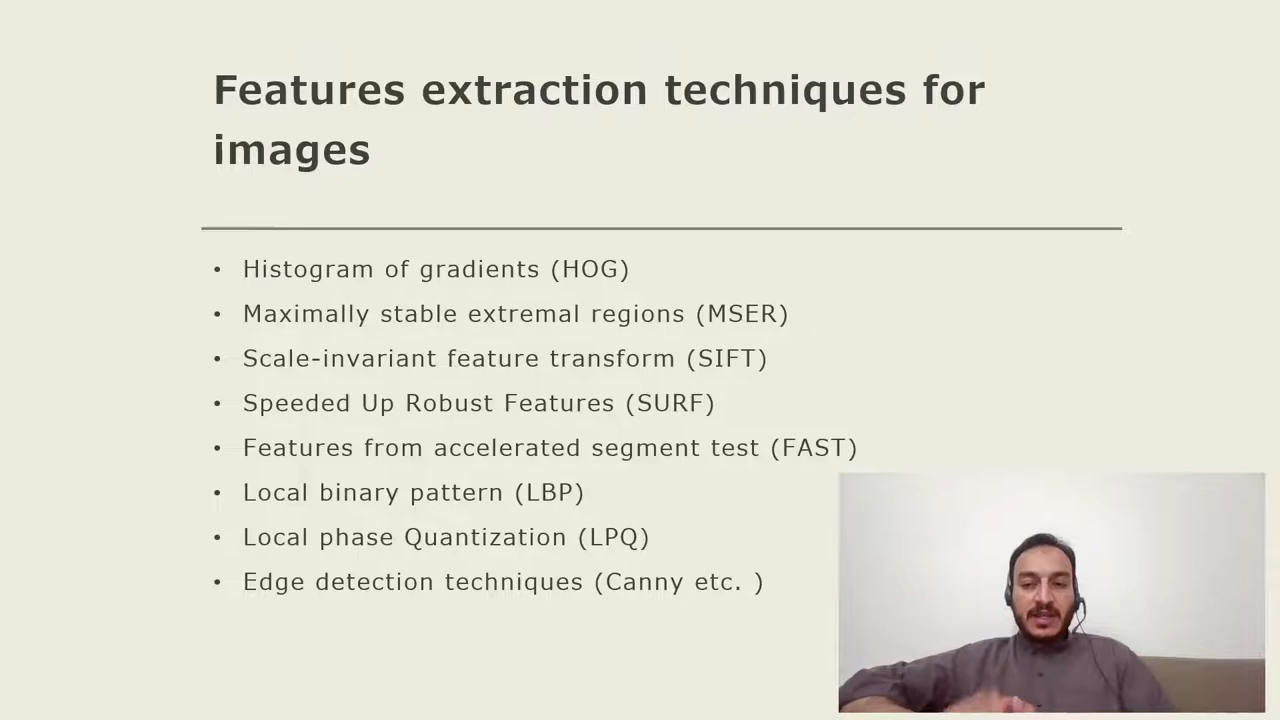 Features extraction techniques for
images
• Histogram of gradients (HOG)
• Maximally stable extremal regions (MSER)
• Scale-invariant feature transform (SIFT)
• Speeded Up Robust Features (SURF)
• Features from accelerated segment test (FAST)
• Local binary pattern (LBP)
• Local phase Quantization (LPQ)
• Edge detection techniques (Canny etc. )